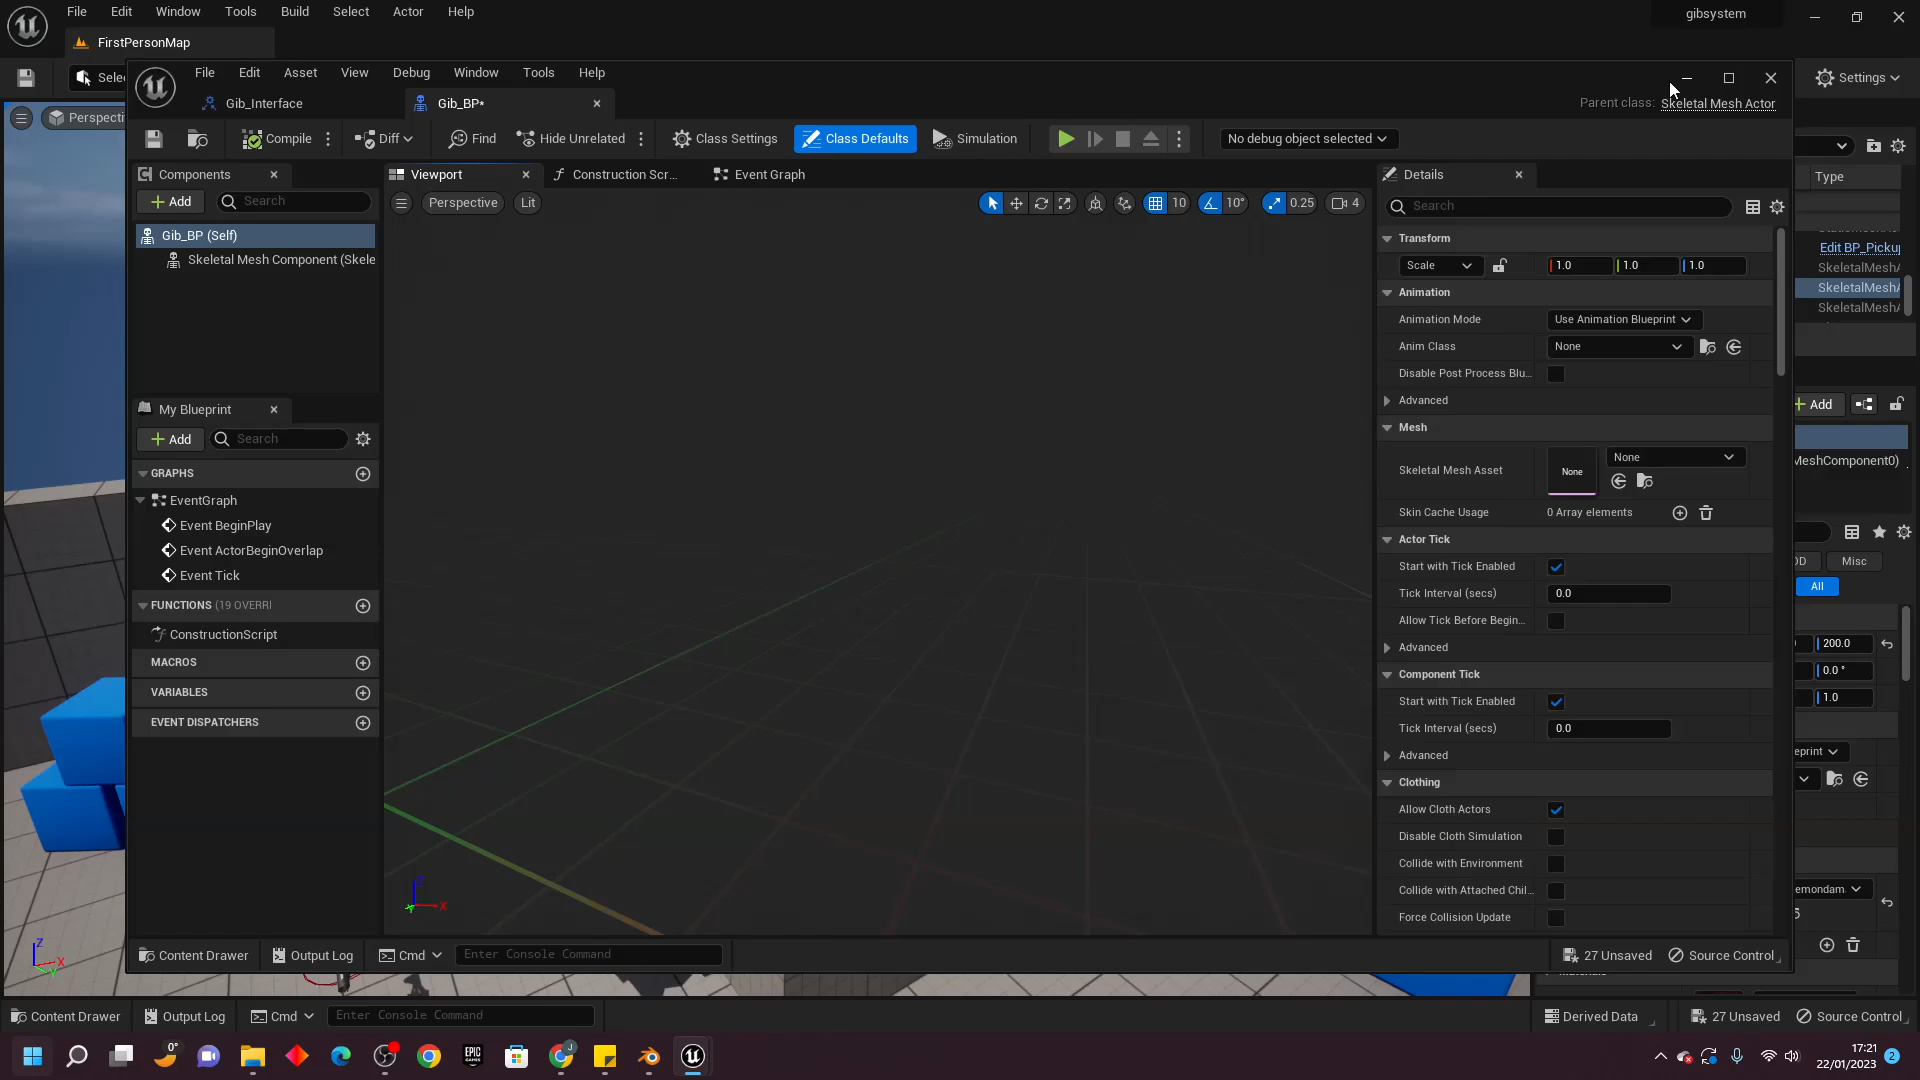 File Edit Window Tools Build Select Actor Help
gibsystem
FirstPersonMap
Settings
File Edit Asset View Debug Window Tools Help
Gib_Interface
Gib_BP*
Parent class: Skeletal Mesh Actor
Compile
Diff
Find
Hide Unrelated
Class Settings
Class Defaults
Simulation
No debug object selected
Components
Viewport
Construction Scr...
Event Graph
Details
Type
Add
Search
Perspective
Lit
10
10°
0.25
4
Search
Gib_BP (Self)
Skeletal Mesh Component (Skele
Transform
Scale
1.0
1.0
1.0
Animation
Animation Mode
Use Animation Blueprint
Anim Class
None
Disable Post Process Blu...
Advanced
Mesh
Skeletal Mesh Asset
None
None
Skin Cache Usage
0 Array elements
Actor Tick
Start with Tick Enabled
Tick Interval (secs)
0.0
Allow Tick Before Begin...
Advanced
Component Tick
Start with Tick Enabled
Tick Interval (secs)
0.0
Advanced
Clothing
Allow Cloth Actors
Disable Cloth Simulation
Collide with Environment
Collide with Attached Chil...
Force Collision Update
My Blueprint
Add
Search
GRAPHS
EventGraph
Event BeginPlay
Event ActorBeginOverlap
Event Tick
FUNCTIONS (19 OVERRI
ConstructionScript
MACROS
VARIABLES
EVENT DISPATCHERS
Edit BP_Picku
SkeletalMesh
SkeletalMesh
SkeletalMesh
Add
MeshComponent0)
Misc
All
200.0
0.0 °
1.0
Content Drawer
Output Log
Cmd
Enter Console Command
27 Unsaved
Source Control
Content Drawer
Output Log
Cmd
Enter Console Command
Derived Data
27 Unsaved
Source Control
0°
EPIC GAMES
17:21
22/01/2023
2